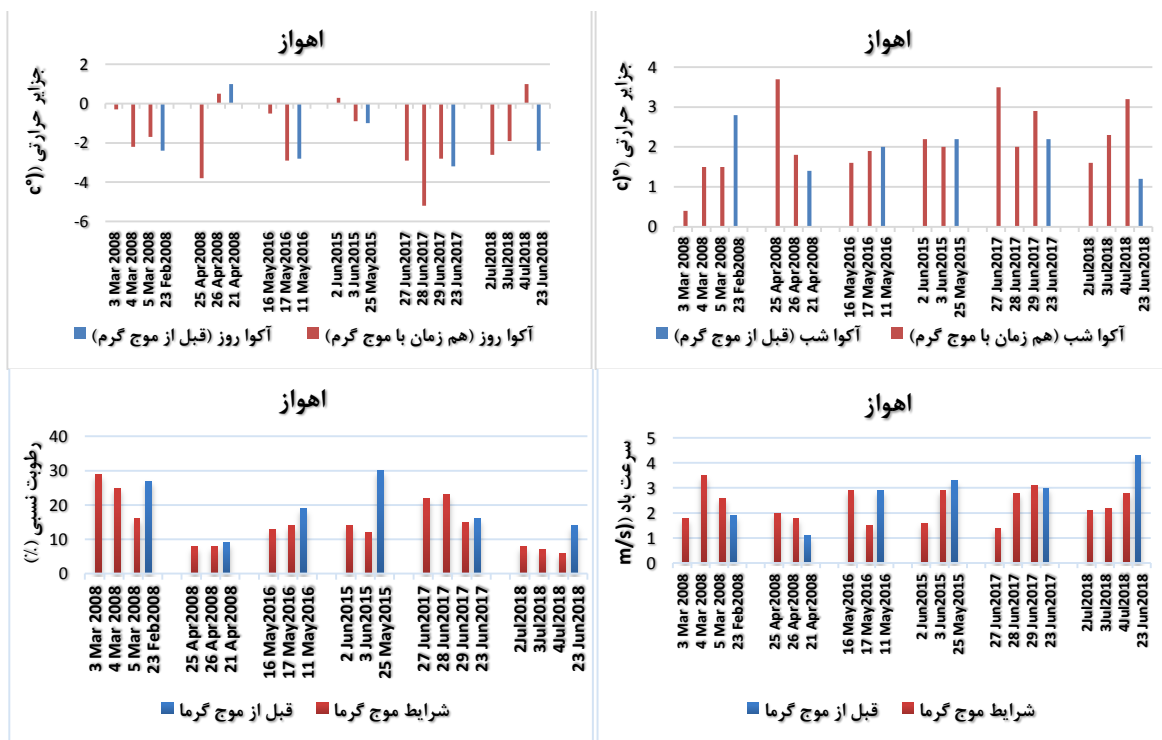 اهواز
جزایر حرارتی ((c°
2
0
-2
-4
-6
3 Mar 2008
4 Mar 2008
5 Mar 2008
23 Feb2008
25 Apr2008
26 Apr2008
21 Apr2008
16 May2016
17 May2016
11 May2016
2 Jun2015
3 Jun2015
25 May2015
27 Jun2017
28 Jun2017
29 Jun2017
23 Jun2017
2Jul2018
3Jul2018
4Jul2018
23 Jun2018
آکوا روز (هم زمان با موج گرم)
آکوا روز (قبل از موج گرم)
اهواز
جزایر حرارتی (c)°
4
3
2
1
0
3 Mar 2008
4 Mar 2008
5 Mar 2008
23 Feb2008
25 Apr2008
26 Apr2008
21 Apr2008
16 May2016
17 May2016
11 May2016
2 Jun2015
3 Jun2015
25 May2015
27 Jun2017
28 Jun2017
29 Jun2017
23 Jun2017
2Jul2018
3Jul2018
4Jul2018
23 Jun2018
آکوا شب (هم زمان با موج گرم)
آکوا شب (قبل از موج گرم)
اهواز
رطوبت نسبی (٪)
40
30
20
10
0
3 Mar 2008
4 Mar 2008
5 Mar 2008
23 Feb2008
25 Apr2008
26 Apr2008
21 Apr2008
16 May2016
17 May2016
11 May2016
2 Jun2015
3 Jun2015
25 May2015
27 Jun2017
28 Jun2017
29 Jun2017
23 Jun2017
2Jul2018
3Jul2018
4Jul2018
23 Jun2018
شرایط موج گرما
قبل از موج گرما
اهواز
سرعت باد ((m/s
5
4
3
2
1
0
3 Mar 2008
4 Mar 2008
5 Mar 2008
23 Feb2008
25 Apr2008
26 Apr2008
21 Apr2008
16 May2016
17 May2016
11 May2016
2 Jun2015
3 Jun2015
25 May2015
27 Jun2017
28 Jun2017
29 Jun2017
23 Jun2017
2Jul2018
3Jul2018
4Jul2018
23 Jun2018
شرایط موج گرما
قبل از موج گرما